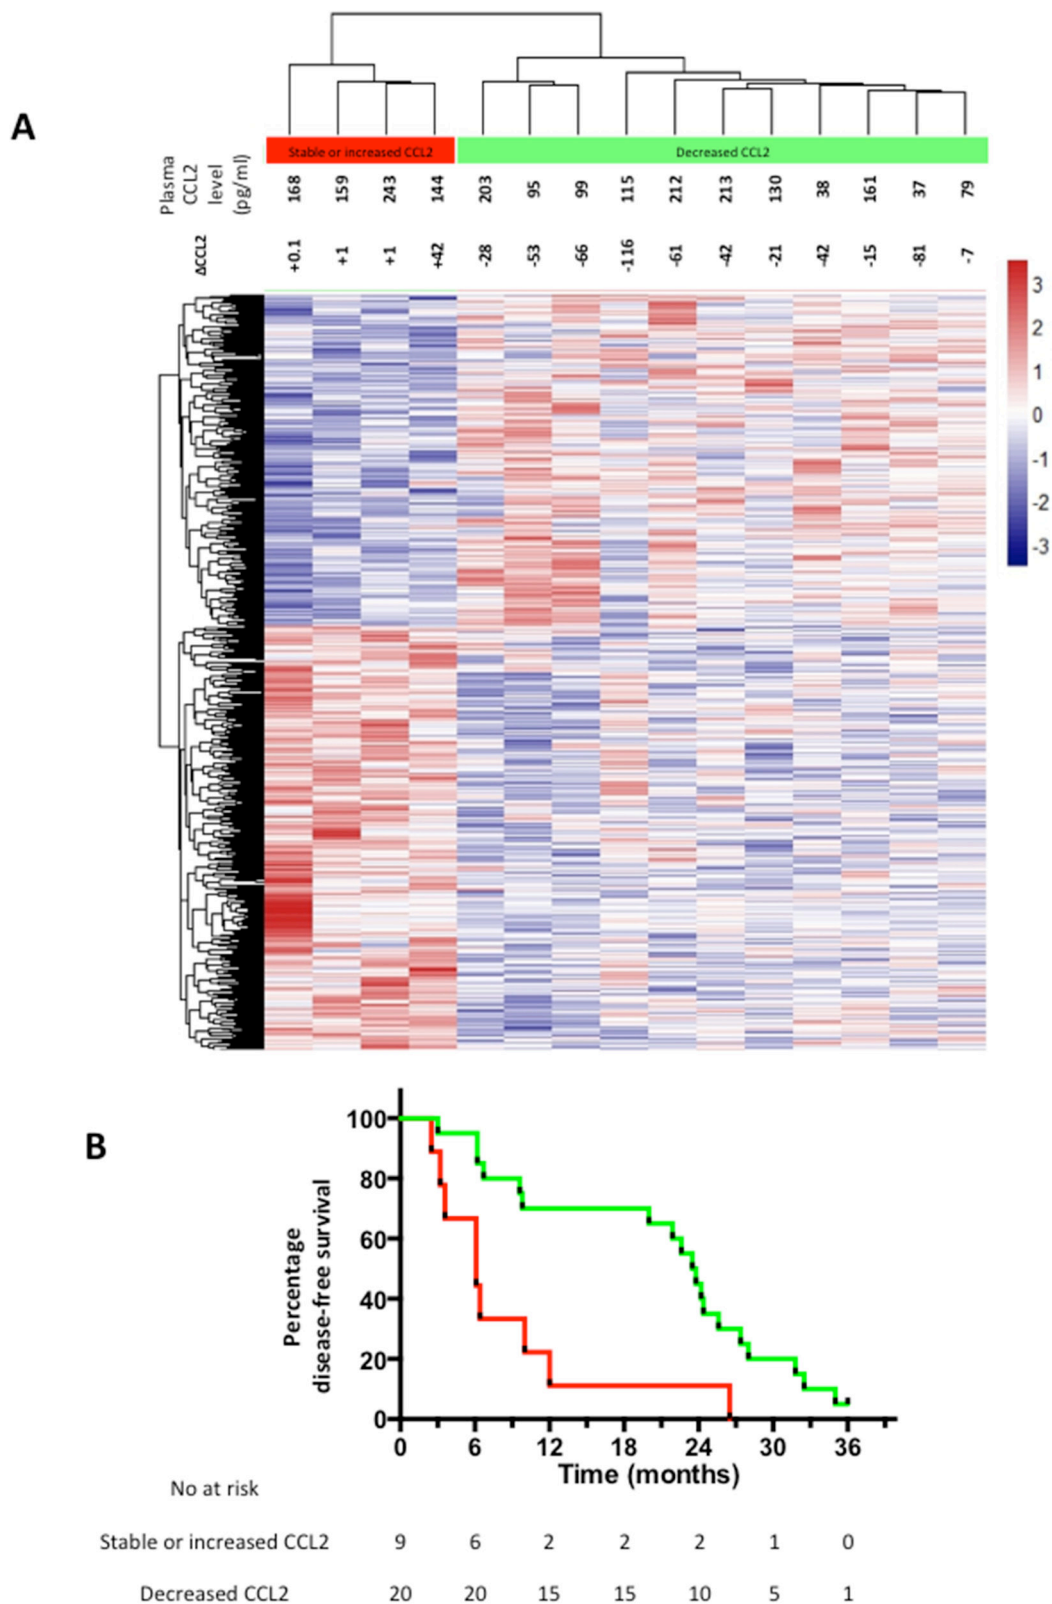 A
Stable or increased CCL2
Decreased CCL2
Plasma
CCL2
level
(pg/ml)
168 159 243 144 203 95 99 115 212 213 130 38 161 37 79
ΔCCL2
+0.1 +1 +1 +42 -28 -53 -66 -116 -61 -42 -21 -42 -15 -81 -7
3
2
1
0
-1
-2
-3
B
Percentage
disease-free survival
100
80
60
40
20
0
0 6 12 18 24 30 36
Time (months)
No at risk
Stable or increased CCL2 9 6 2 2 2 1 0
Decreased CCL2 20 20 15 15 10 5 1